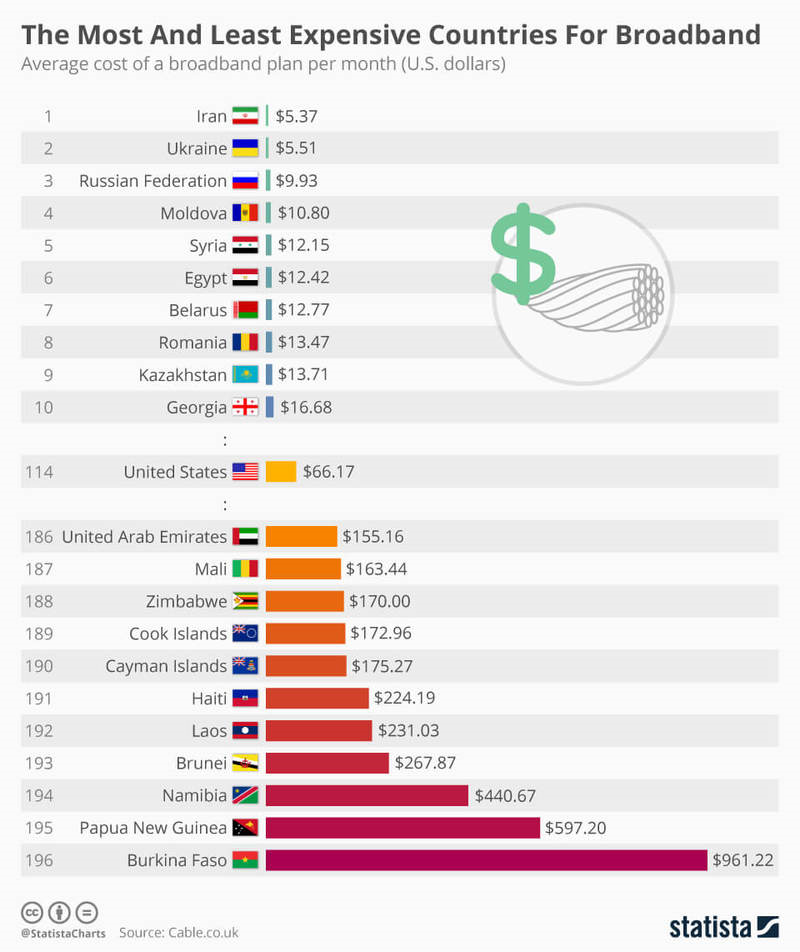 The Most And Least Expensive Countries For Broadband
Average cost of a broadband plan per month (U.S. dollars)
1 Iran $5.37
2 Ukraine $5.51
3 Russian Federation $9.93
4 Moldova $10.80
5 Syria $12.15
6 Egypt $12.42
7 Belarus $12.77
8 Romania $13.47
9 Kazakhstan $13.71
10 Georgia $16.68
:
114 United States $66.17
:
186 United Arab Emirates $155.16
187 Mali $163.44
188 Zimbabwe $170.00
189 Cook Islands $172.96
190 Cayman Islands $175.27
191 Haiti $224.19
192 Laos $231.03
193 Brunei $267.87
194 Namibia $440.67
195 Papua New Guinea $597.20
196 Burkina Faso $961.22
@StatistaCharts Source: Cable.co.uk
statista